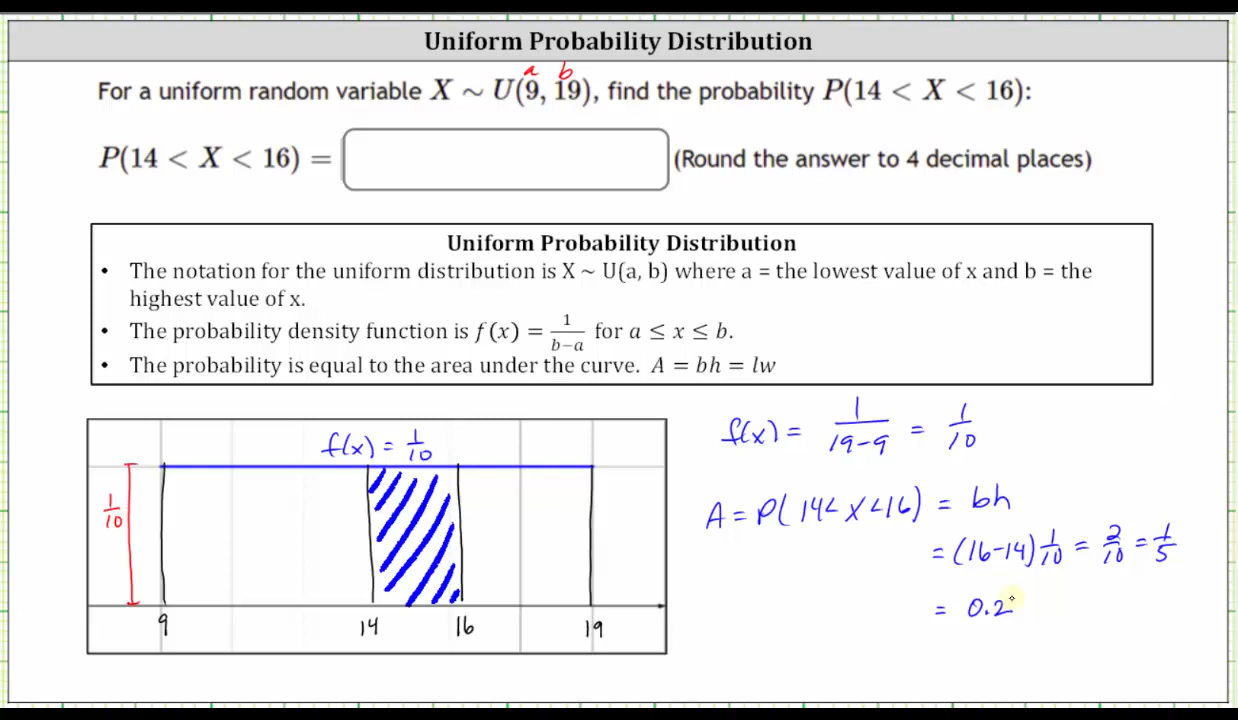 Uniform Probability Distribution
a b
For a uniform random variable X ~ U(9, 19), find the probability P(14 < X < 16):
P(14 < X < 16) = (Round the answer to 4 decimal places)
Uniform Probability Distribution
• The notation for the uniform distribution is X ~ U(a, b) where a = the lowest value of x and b = the
highest value of x.
• The probability density function is f(x) = 1/(b−a) for a ≤ x ≤ b.
• The probability is equal to the area under the curve. A = bh = lw
f(x) = 1/10
1/10
9 14 16 19
f(x) = 1/(19-9) = 1/10
A = P(14< X <16) = bh
= (16-14) 1/10 = 2/10 = 1/5
= 0.2